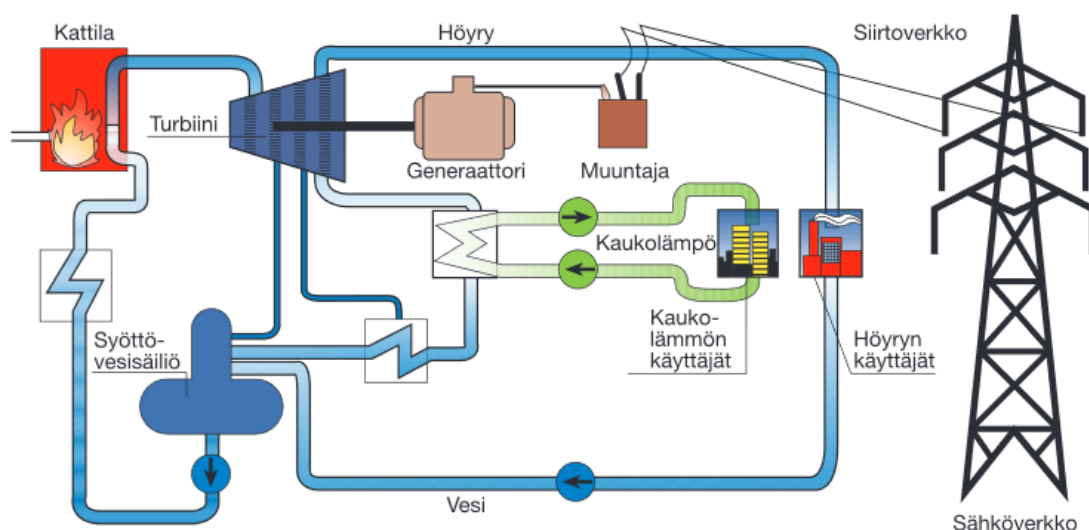 Kattila
Höyry
Siirtoverkko
Turbiini
Generaattori
Muuntaja
Kaukolämpö
Syöttö-
vesisäiliö
Kauko-
lämmön
käyttäjät
Höyryn
käyttäjät
Vesi
Sähköverkko